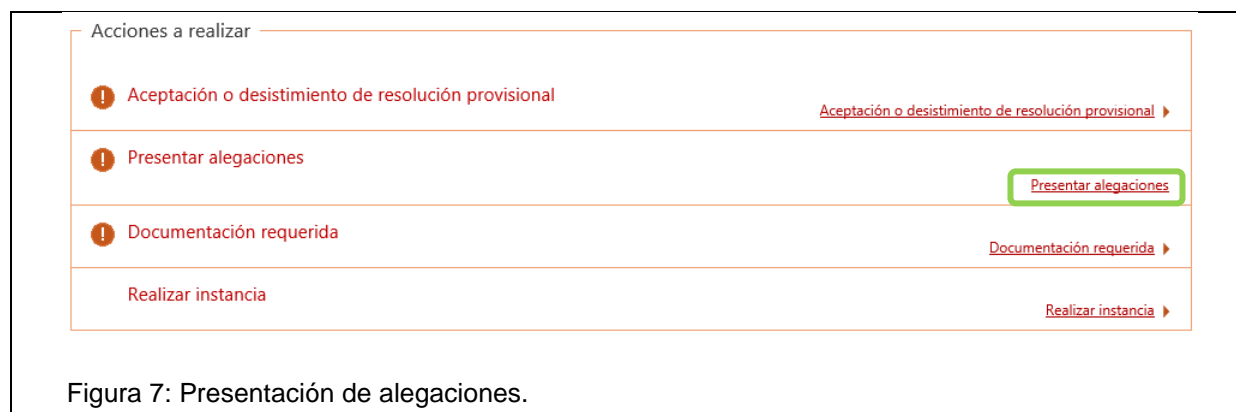 Acciones a realizar
Aceptación o desistimiento de resolución provisional
Aceptación o desistimiento de resolución provisional
Presentar alegaciones
Presentar alegaciones
Documentación requerida
Documentación requerida
Realizar instancia
Realizar instancia
Figura 7: Presentación de alegaciones.